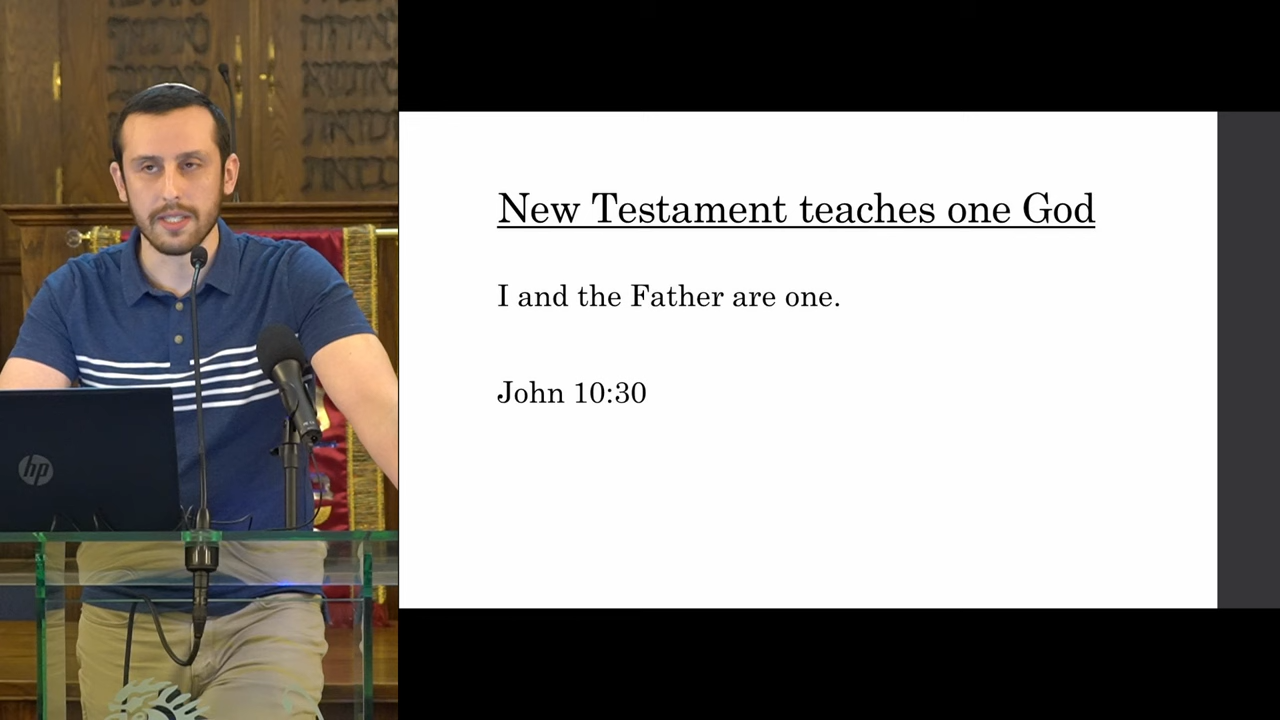 New Testament teaches one God
I and the Father are one.
John 10:30
hp